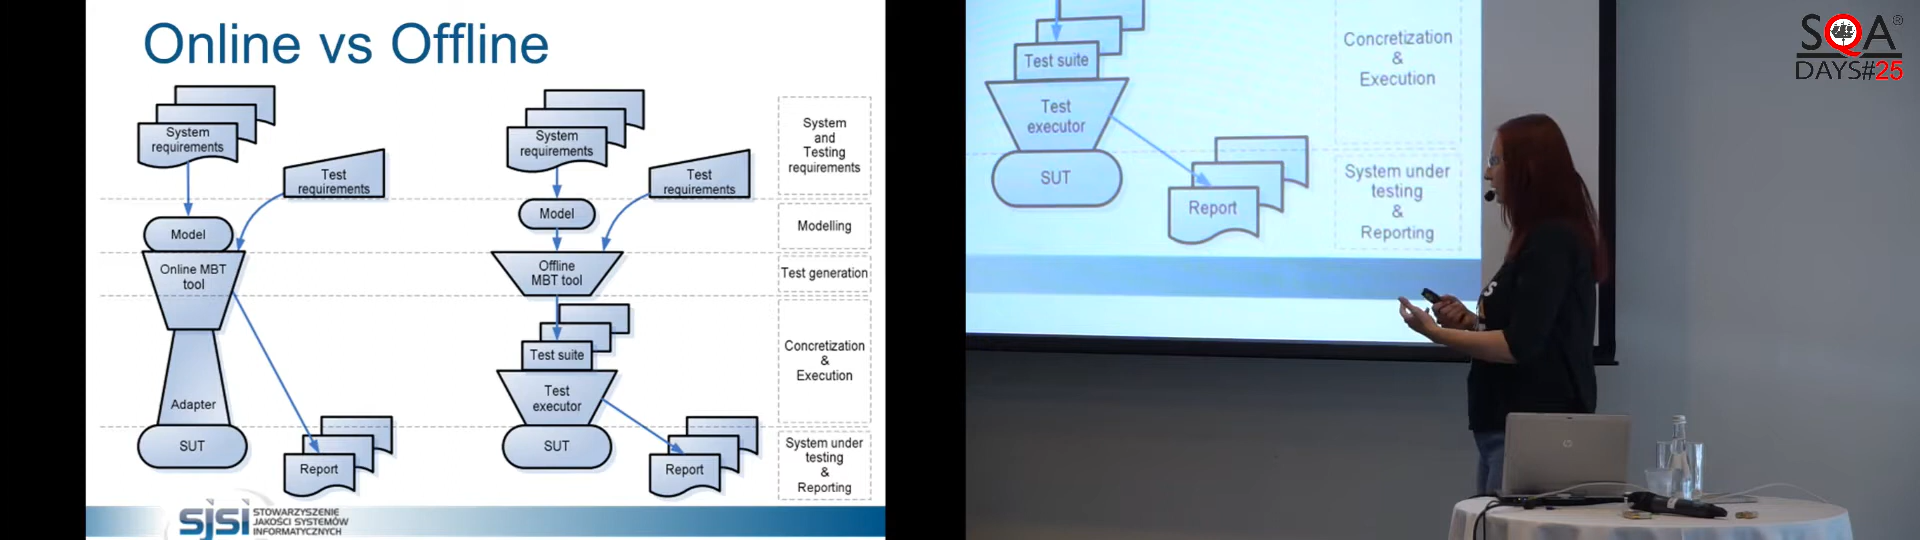 Online vs Offline
System
requirements
Test
requirements
Model
Online MBT
tool
Adapter
SUT
Report
System
requirements
Test
requirements
Model
Offline
MBT tool
Test suite
Test
executor
SUT
Report
System
and
Testing
requirements
Modelling
Test generation
Concretization
&
Execution
System under
testing
&
Reporting
sjsi
STOWARZYSZENIE
JAKOŚCI SYSTEMÓW
INFORMATYCZNYCH
Test suite
Test
executor
SUT
Report
Concretization
&
Execution
System under
testing
&
Reporting
SQA®
DAYS#25
hp